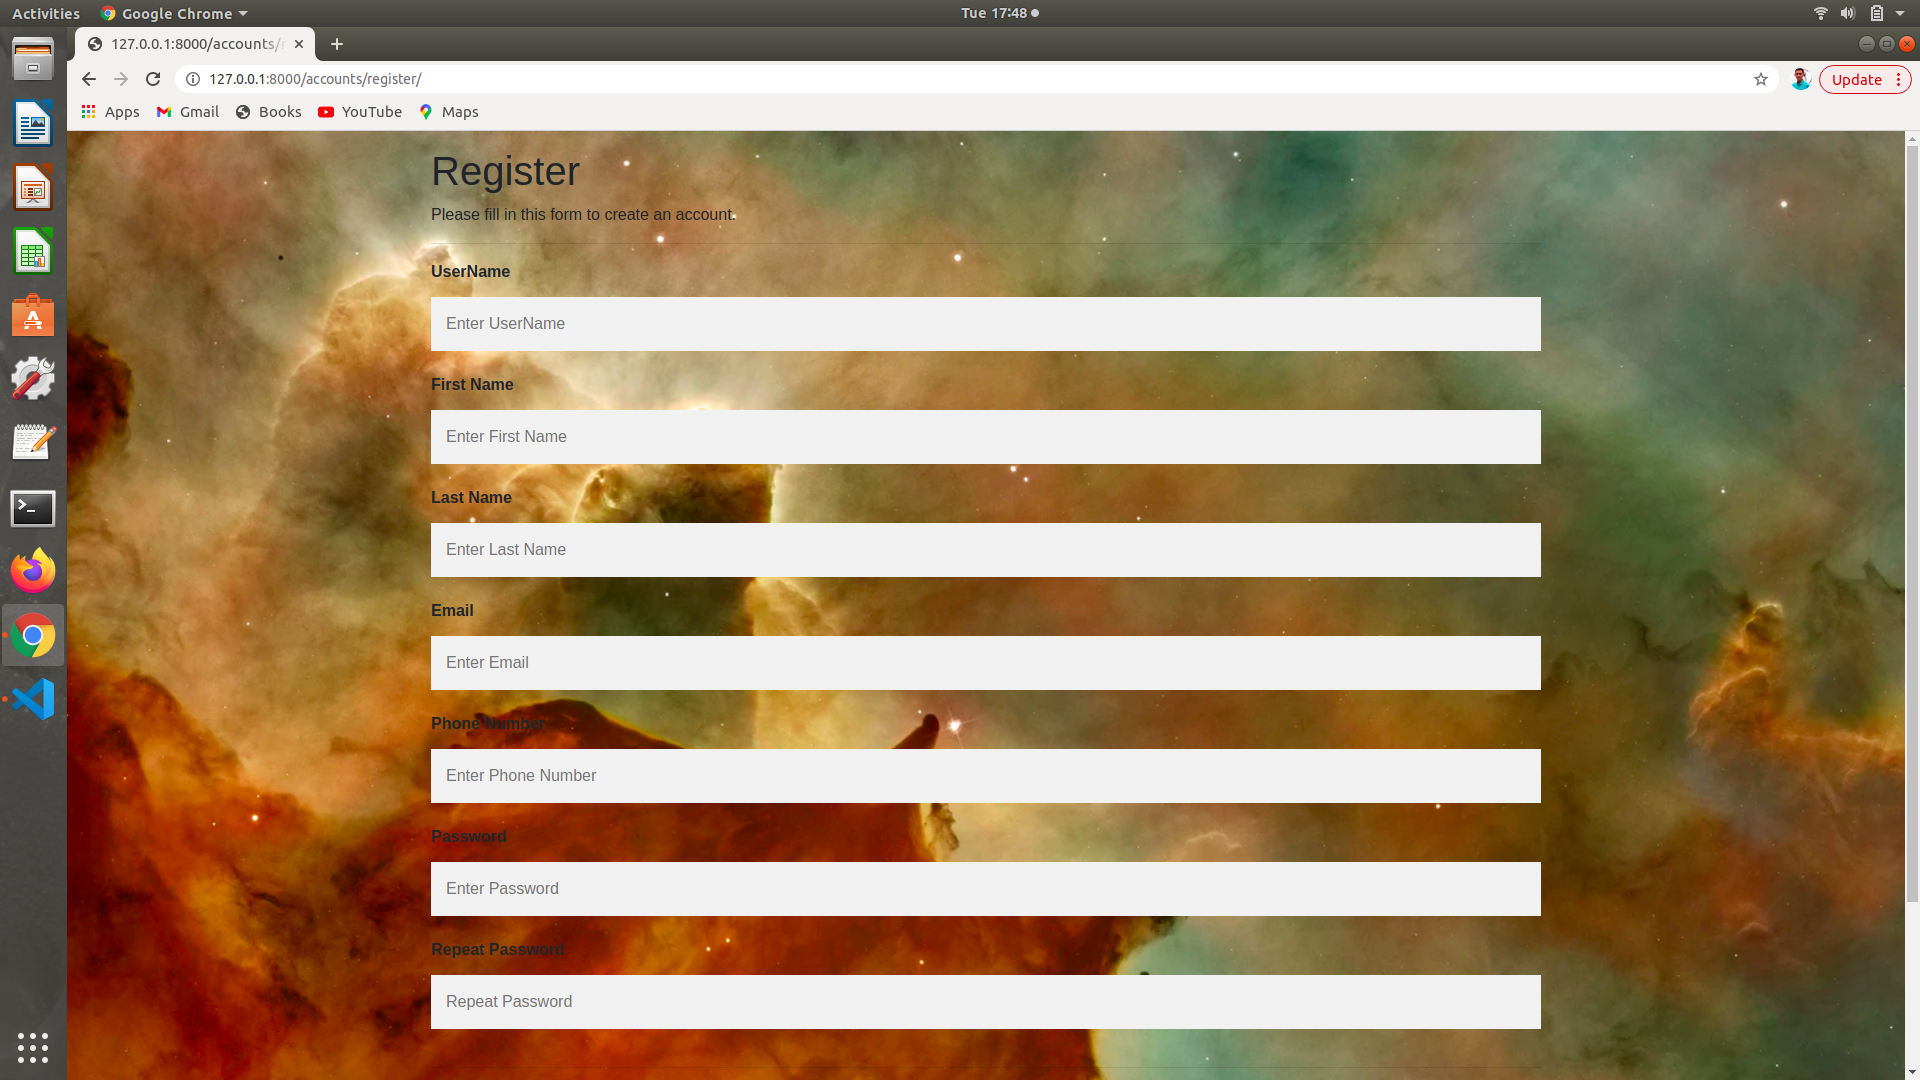 Activities Google Chrome Tue 17:48
127.0.0.1:8000/accounts/r
127.0.0.1:8000/accounts/register/ Update
Apps Gmail Books YouTube Maps
Register
Please fill in this form to create an account.
UserName
Enter UserName
First Name
Enter First Name
Last Name
Enter Last Name
Email
Enter Email
Phone Number
Enter Phone Number
Password
Enter Password
Repeat Password
Repeat Password